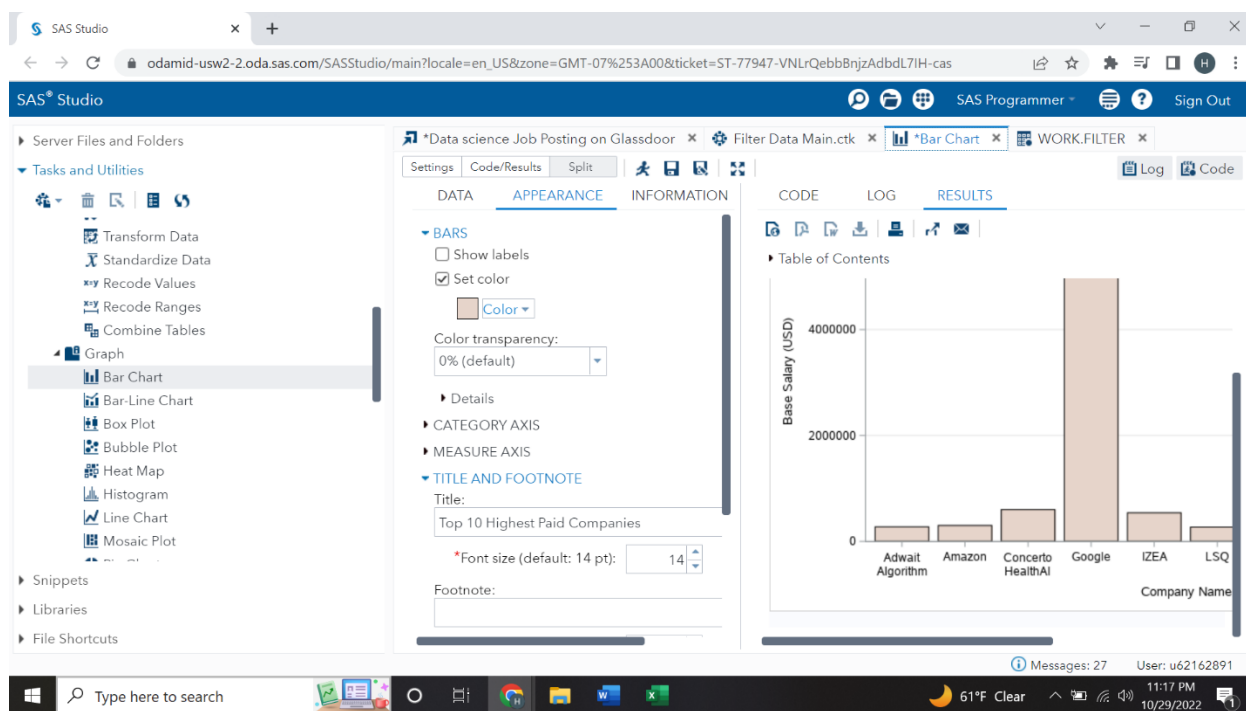 SAS Studio
odamid-usw2-2.oda.sas.com/SASStudio/main?locale=en_US&zone=GMT-07%253A00&ticket=ST-77947-VNLrQebbBnjzAdbdL7IH-cas
H
SAS® Studio
SAS Programmer
Sign Out
Server Files and Folders
Tasks and Utilities
Transform Data
Standardize Data
Recode Values
Recode Ranges
Combine Tables
Graph
Bar Chart
Bar-Line Chart
Box Plot
Bubble Plot
Heat Map
Histogram
Line Chart
Mosaic Plot
Snippets
Libraries
File Shortcuts
*Data science Job Posting on Glassdoor
Filter Data Main.ctk
*Bar Chart
WORK.FILTER
Settings
Code/Results
Split
Log
Code
DATA
APPEARANCE
INFORMATION
BARS
Show labels
Set color
Color
Color transparency:
0% (default)
Details
CATEGORY AXIS
MEASURE AXIS
TITLE AND FOOTNOTE
Title:
Top 10 Highest Paid Companies
*Font size (default: 14 pt):
14
Footnote:
CODE
LOG
RESULTS
Table of Contents
Base Salary (USD)
4000000
2000000
0
Adwait Algorithm
Amazon
Concerto HealthAI
Google
IZEA
LSQ
Company Name
Messages: 27
User: u62162891
Type here to search
61°F Clear
11:17 PM
10/29/2022
1